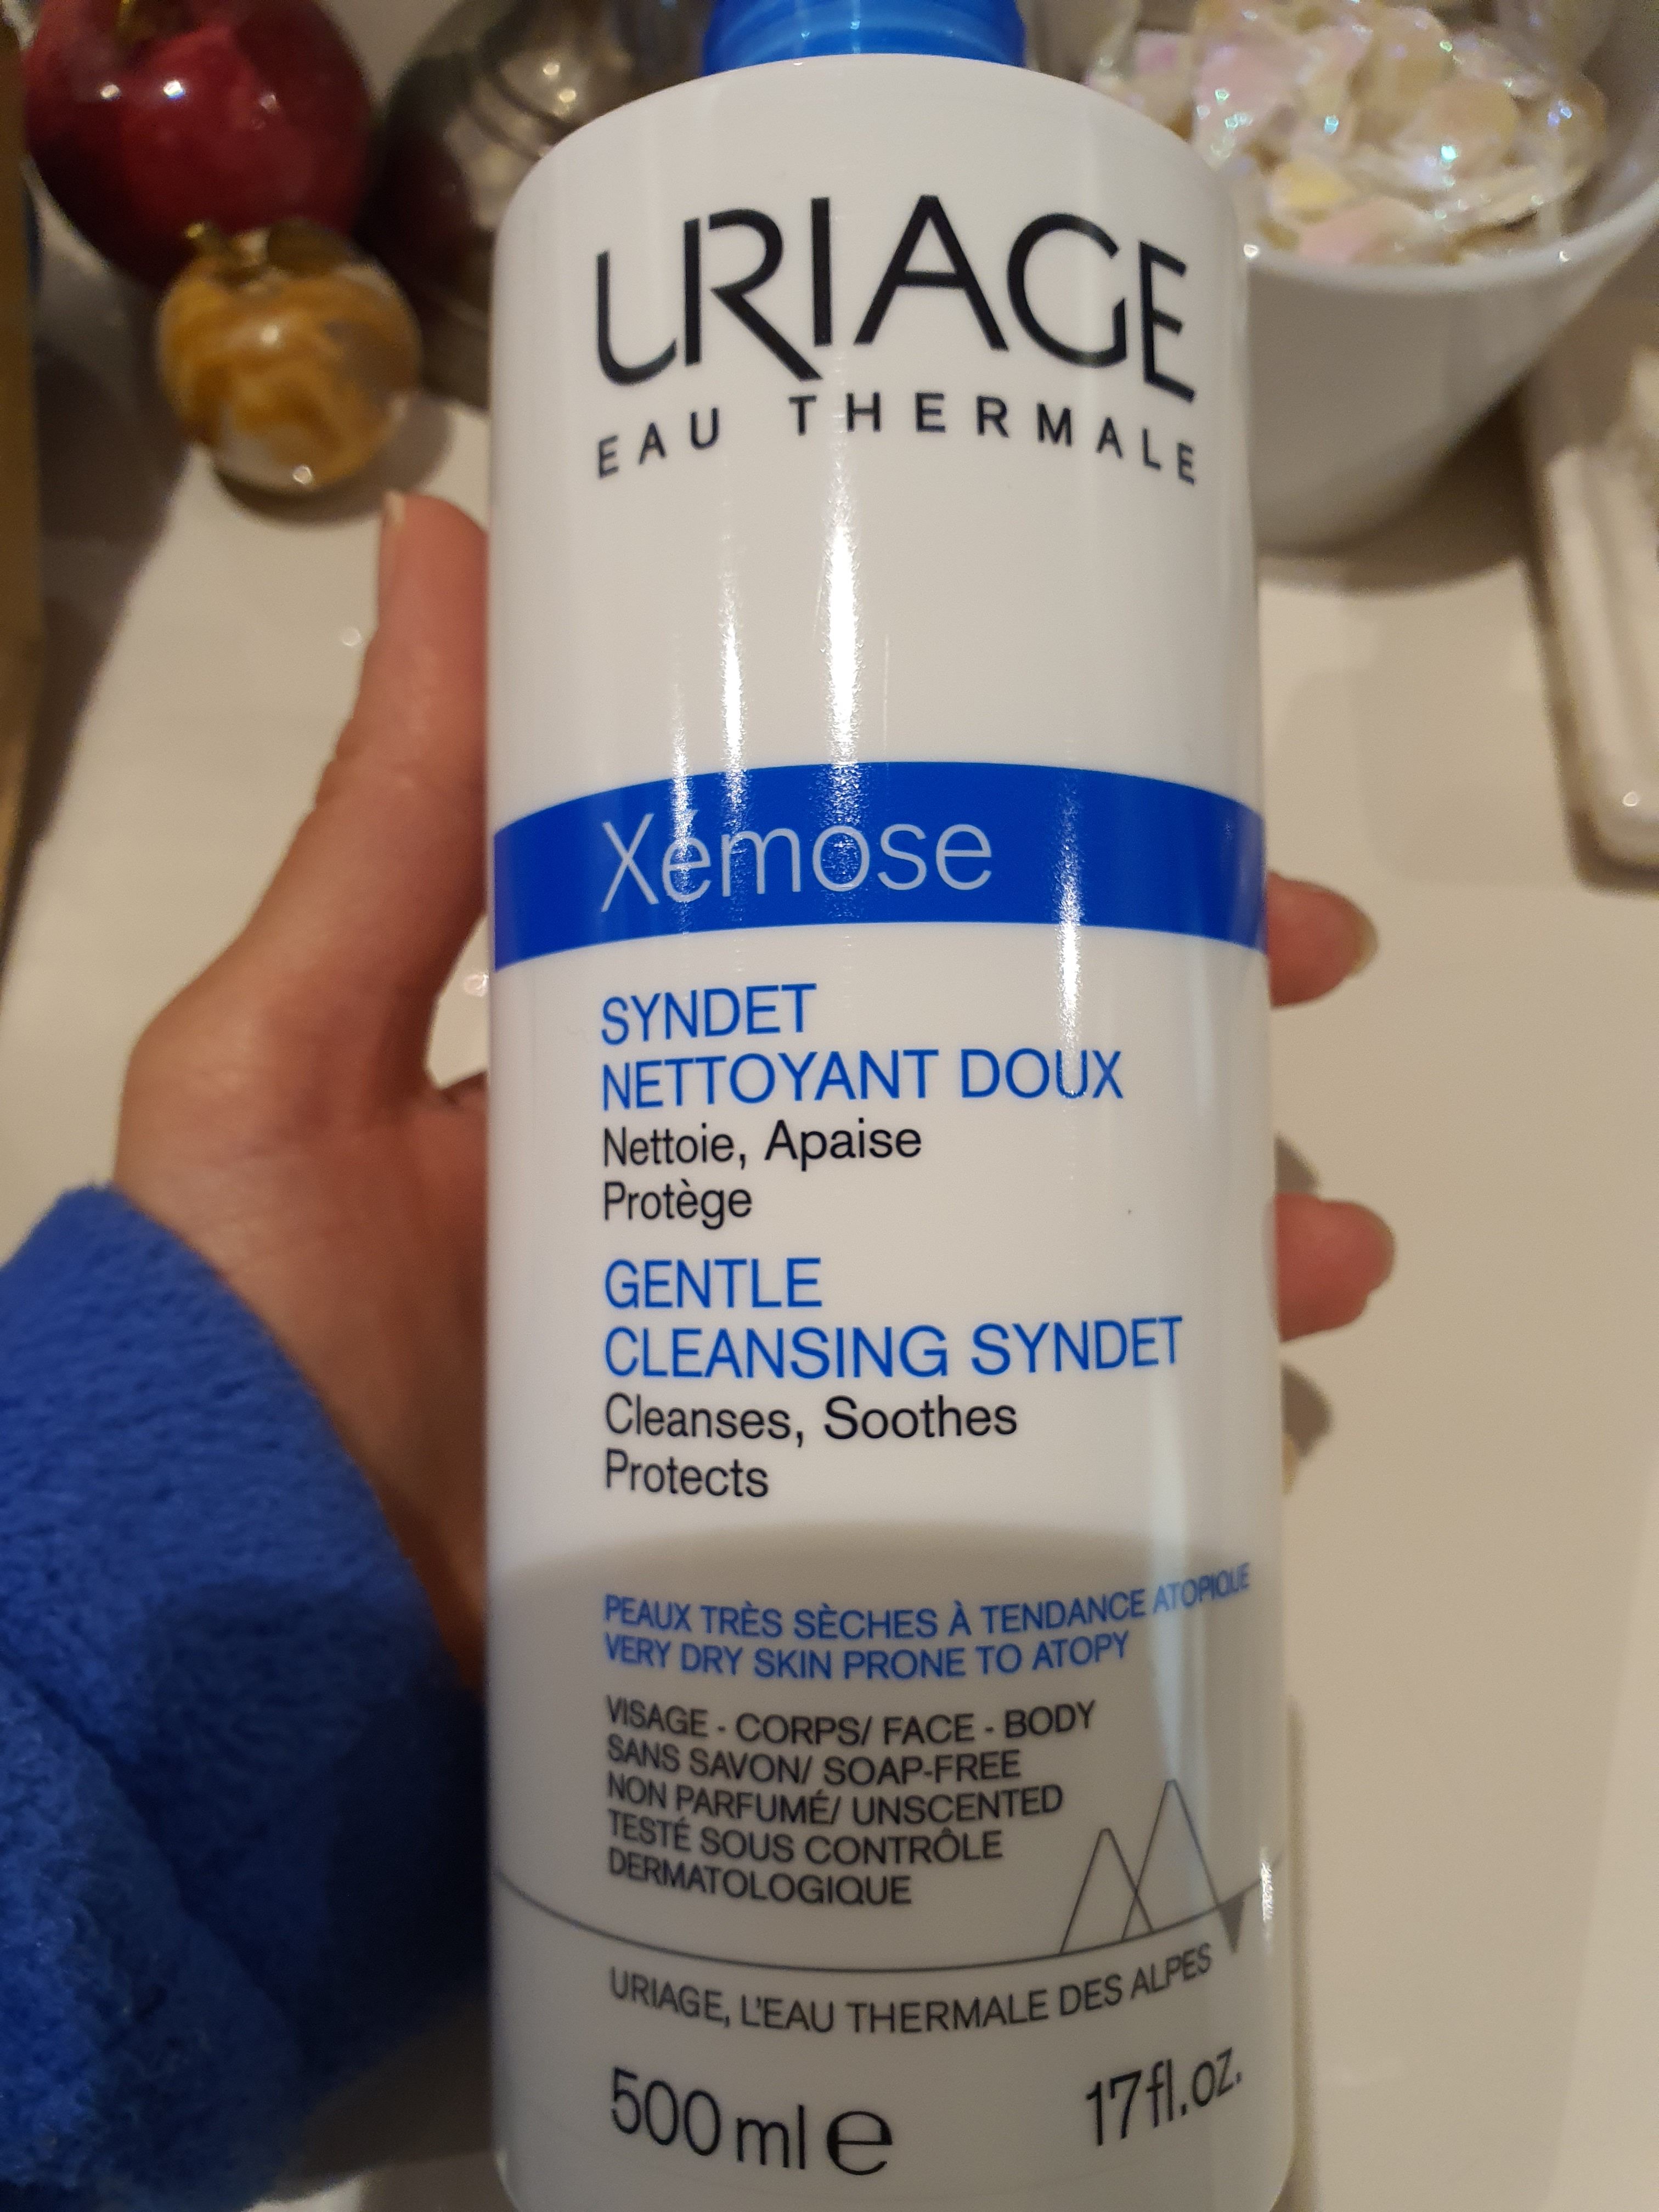 URIAGE
EAU THERMALE
Xémose
SYNDET
NETTOYANT DOUX
Nettoie, Apaise
Protège
GENTLE
CLEANSING SYNDET
Cleanses, Soothes
Protects
PEAUX TRÈS SÈCHES À TENDANCE ATOPIQUE
VERY DRY SKIN PRONE TO ATOPY
VISAGE - CORPS/ FACE - BODY
SANS SAVON/ SOAP-FREE
NON PARFUMÉ/ UNSCENTED
TESTÉ SOUS CONTRÔLE
DERMATOLOGIQUE
URIAGE, L'EAU THERMALE DES ALPES
500 ml e 17fl.oz.